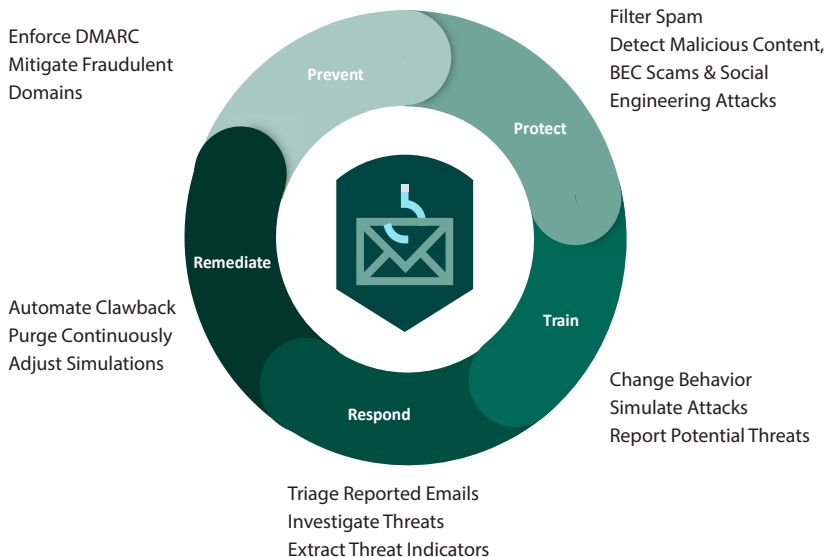 Enforce DMARC
Mitigate Fraudulent
Domains
Prevent
Filter Spam
Detect Malicious Content,
BEC Scams & Social
Engineering Attacks
Protect
Train
Change Behavior
Simulate Attacks
Report Potential Threats
Respond
Triage Reported Emails
Investigate Threats
Extract Threat Indicators
Remediate
Automate Clawback
Purge Continuously
Adjust Simulations